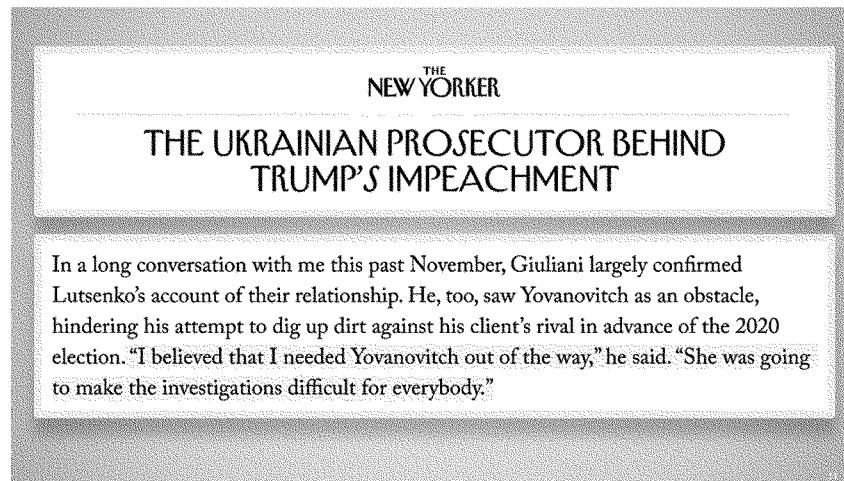 THE
NEW YORKER
THE UKRAINIAN PROSECUTOR BEHIND
TRUMP'S IMPEACHMENT
In a long conversation with me this past November, Giuliani largely confirmed
Lutsenko's account of their relationship. He, too, saw Yovanovitch as an obstacle,
hindering his attempt to dig up dirt against his client's rival in advance of the 2020
election. “I believed that I needed Yovanovitch out of the way,” he said. “She was going
to make the investigations difficult for everybody.”